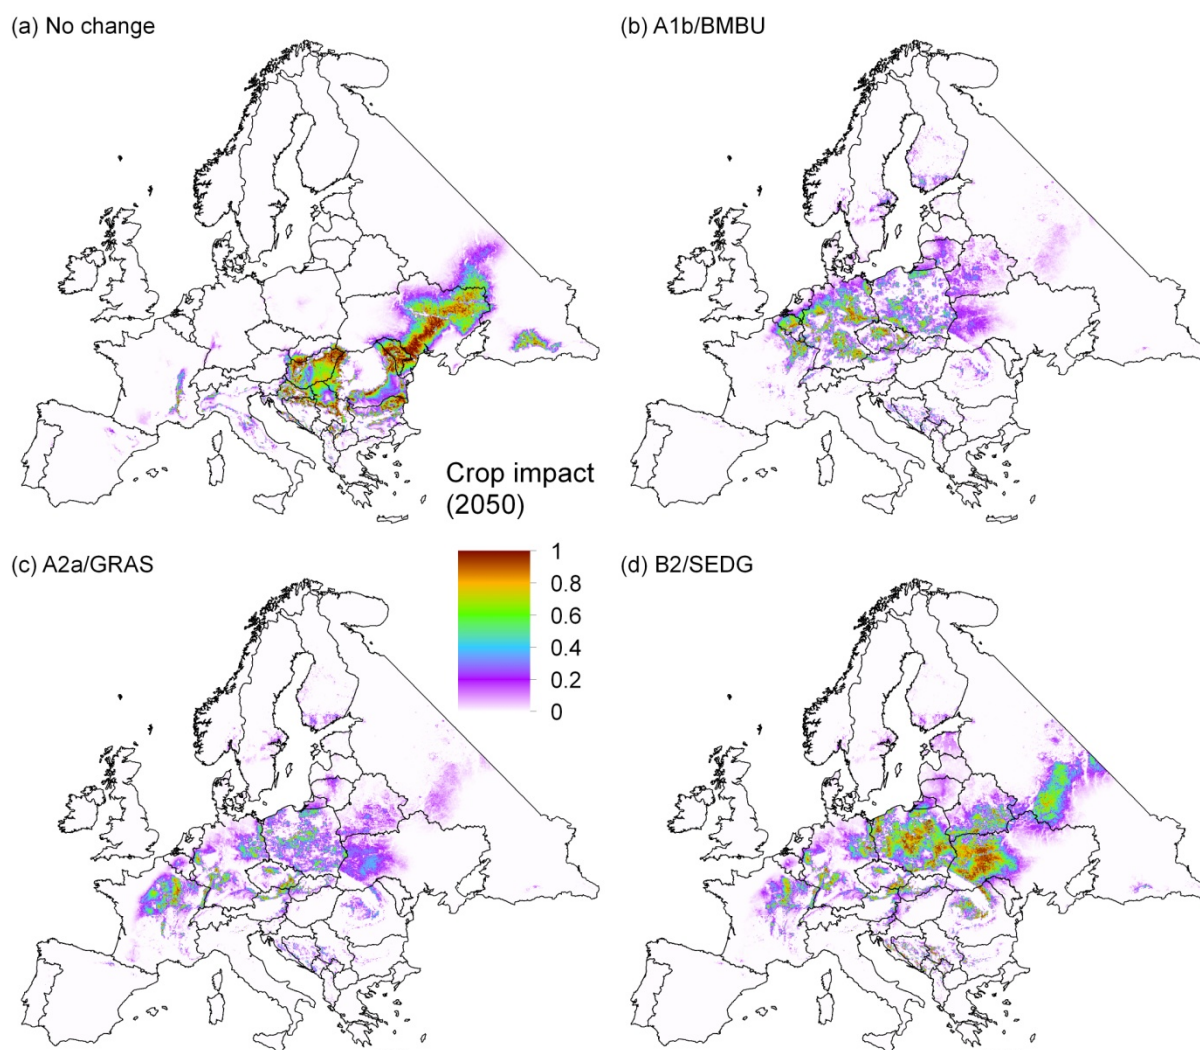 (a) No change
(b) A1b/BMBU
Crop impact
(2050)
(c) A2a/GRAS
(d) B2/SEDG
1
0.8
0.6
0.4
0.2
0